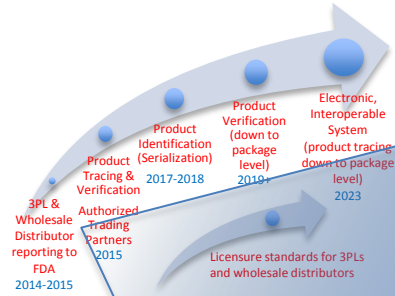 3PL &
Wholesale
Distributor
reporting to
FDA
2014-2015
Product
Tracing &
Verification
Authorized
Trading
Partners
2015
Product
Identification
(Serialization)
2017-2018
Product
Verification
(down to
package
level)
2019+
Electronic,
Interoperable
System
(product tracing
down to package
level)
2023
Licensure standards for 3PLs
and wholesale distributors